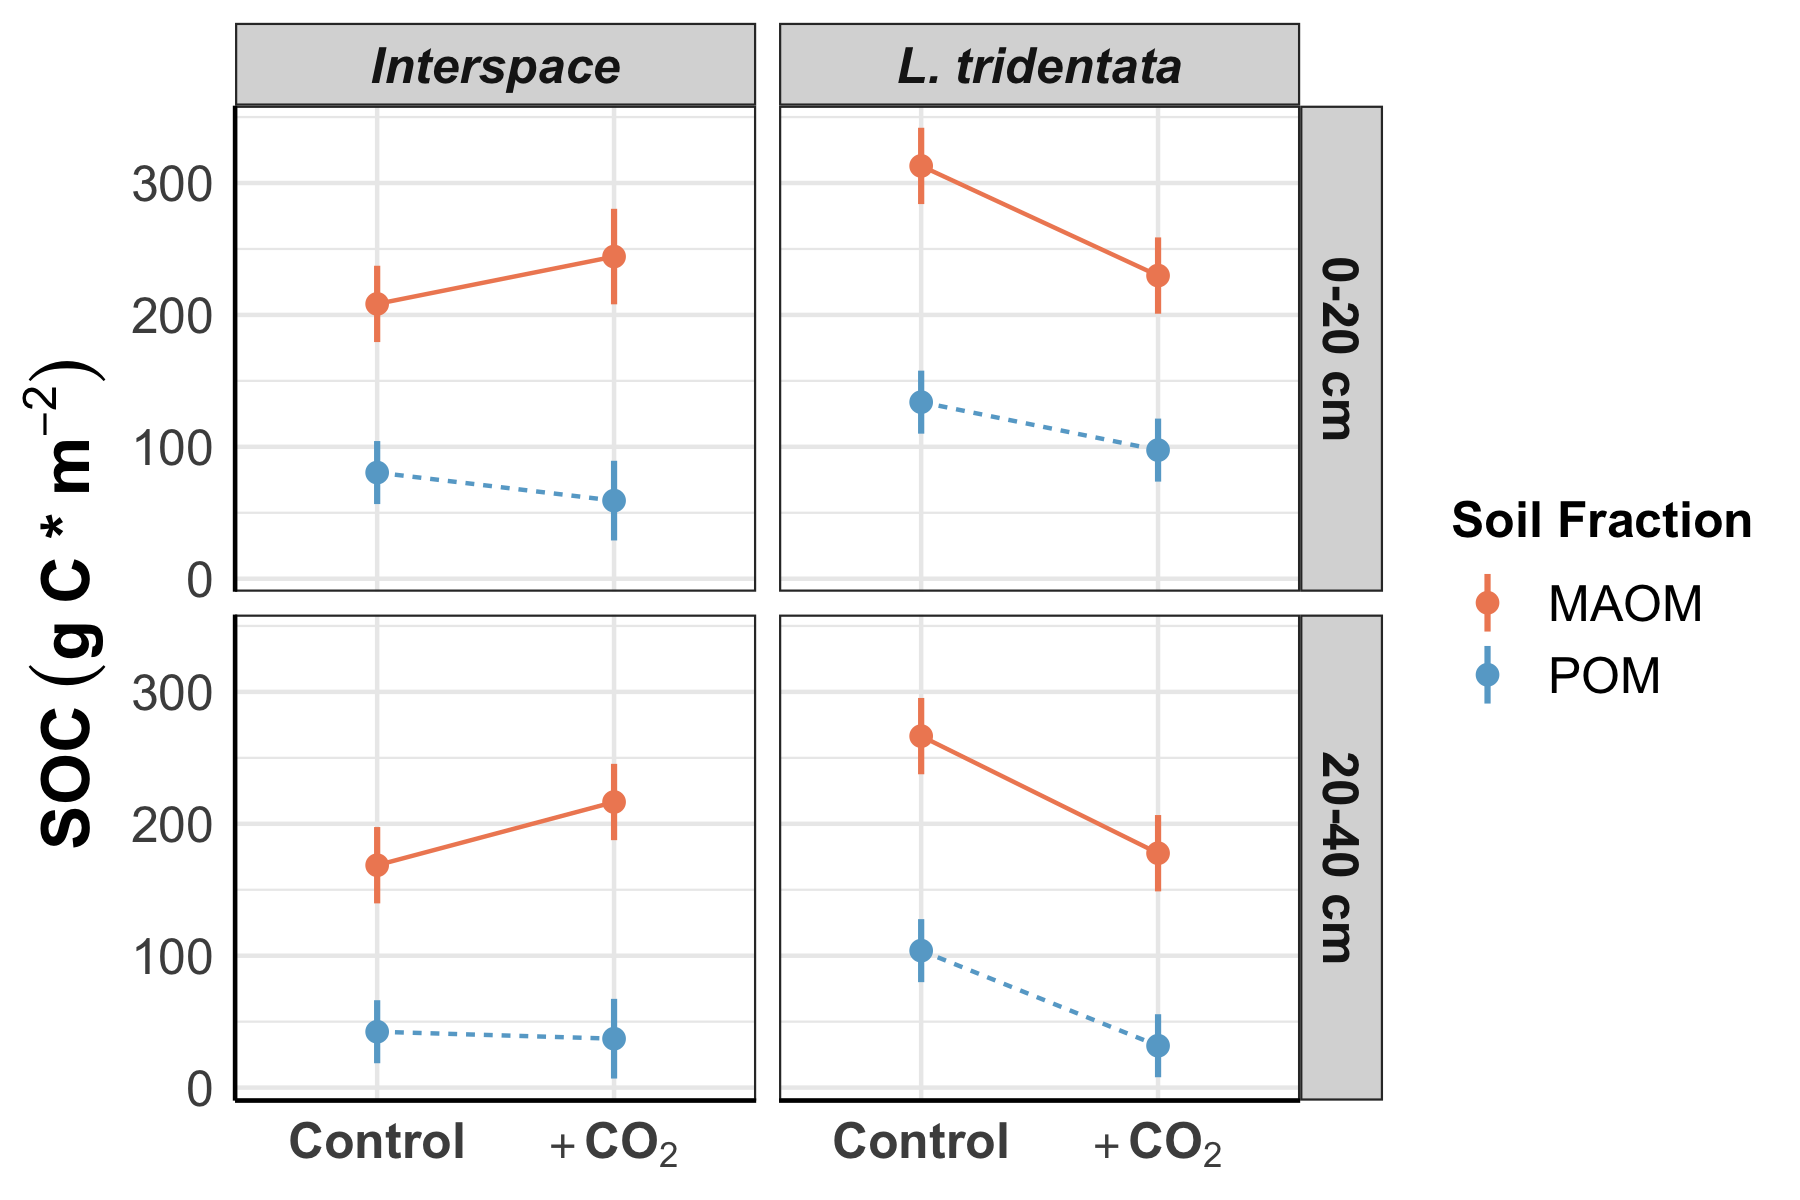 Interspace
L. tridentata
300
200
100
0
0-20 cm
300
200
100
0
20-40 cm
SOC (g C * m⁻²)
Control
+ CO₂
Control
+ CO₂
Soil Fraction
MAOM
POM